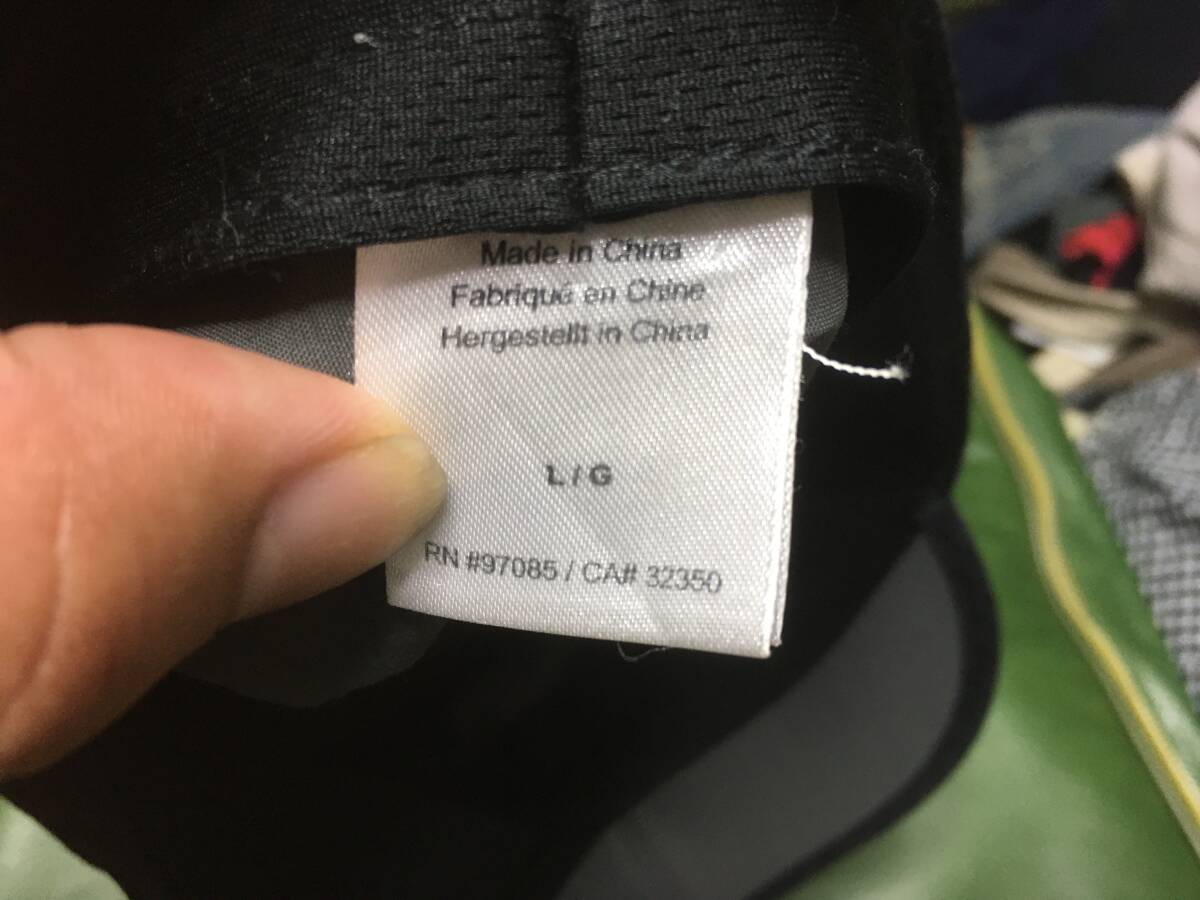 Made in China
Fabriqué en Chine
Hergestellt in China
L / G
RN #97085 / CA# 32350